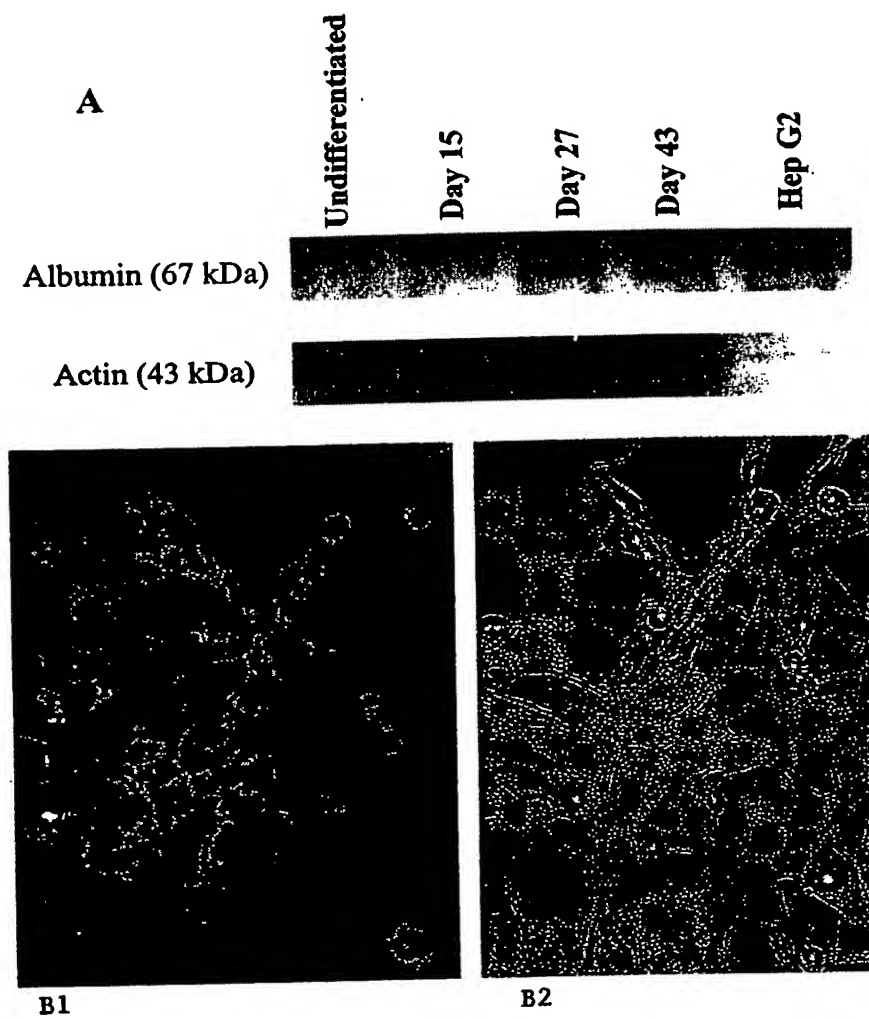 A
Undifferentiated
Day 15
Day 27
Day 43
Hep G2
Albumin (67 kDa)
Actin (43 kDa)
B1
B2